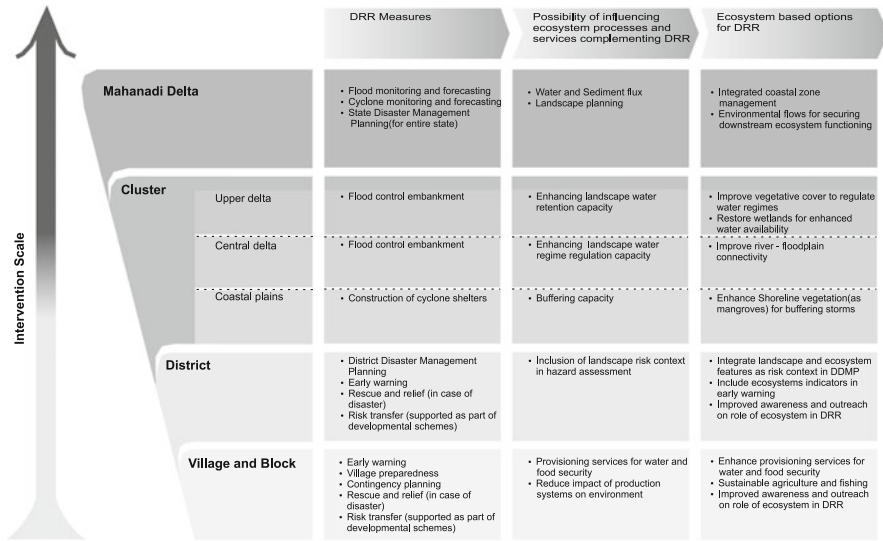 DRR Measures
Possibility of influencing
ecosystem processes and
services complementing DRR
Ecosystem based options
for DRR
Intervention Scale
Mahanadi Delta
• Flood monitoring and forecasting
• Cyclone monitoring and forecasting
• State Disaster Management
Planning(for entire state)
• Water and Sediment flux
• Landscape planning
• Integrated coastal zone
management
• Environmental flows for securing
downstream ecosystem functioning
Cluster
Upper delta
• Flood control embankment
• Enhancing landscape water
retention capacity
• Improve vegetative cover to regulate
water regimes
• Restore wetlands for enhanced
water availability
Central delta
• Flood control embankment
• Enhancing landscape water
regime regulation capacity
• Improve river - floodplain
connectivity
Coastal plains
• Construction of cyclone shelters
• Buffering capacity
• Enhance Shoreline vegetation(as
mangroves) for buffering storms
District
• District Disaster Management
Planning
• Early warning
• Rescue and relief (in case of
disaster)
• Risk transfer (supported as part of
developmental schemes)
• Inclusion of landscape risk context
in hazard assessment
• Integrate landscape and ecosystem
features as risk context in DDMP
• Include ecosystems indicators in
early warning
• Improved awareness and outreach
on role of ecosystem in DRR
Village and Block
• Early warning
• Village preparedness
• Contingency planning
• Rescue and relief (in case of
disaster)
• Risk transfer (supported as part of
developmental schemes)
• Provisioning services for water and
food security
• Reduce impact of production
systems on environment
• Enhance provisioning services for
water and food security
• Sustainable agriculture and fishing
• Improved awareness and outreach
on role of ecosystem in DRR